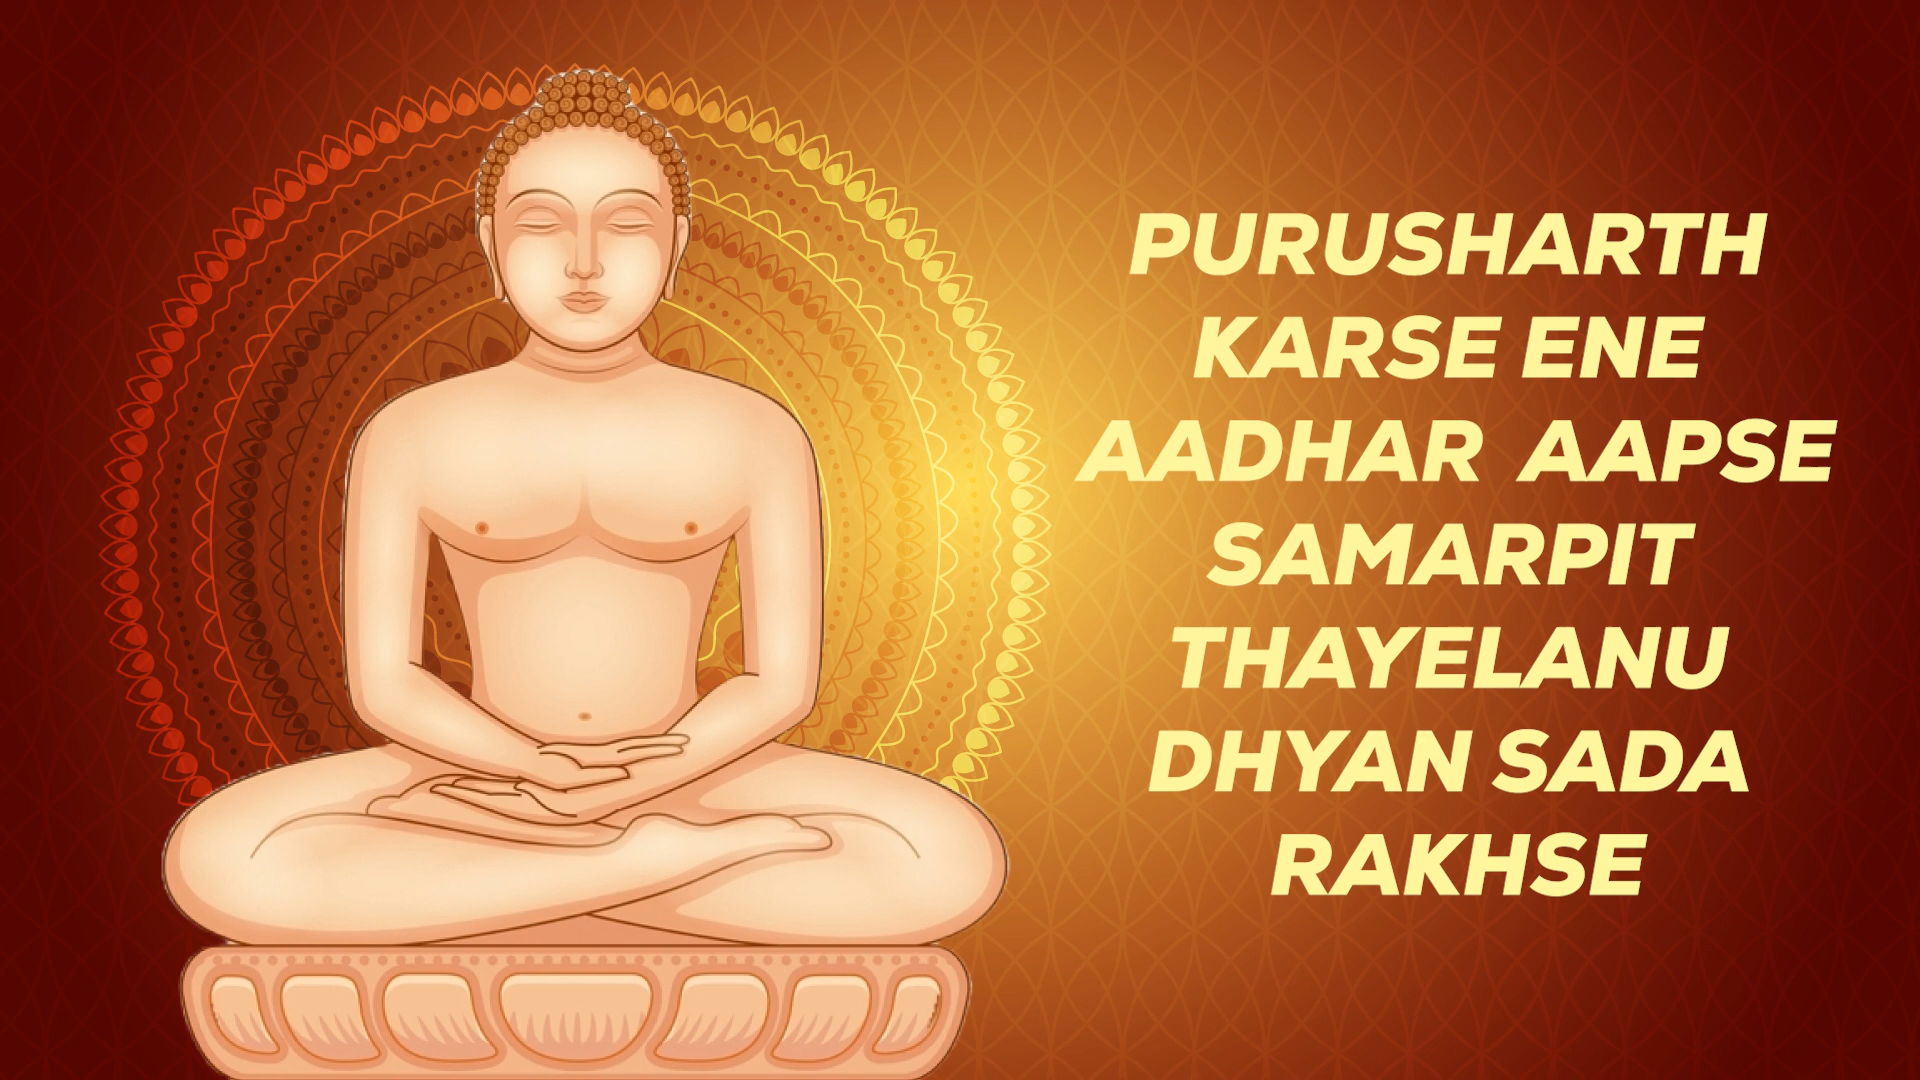 PURUSHARTH
KARSE ENE
AADHAR AAPSE
SAMARPIT
THAYELANU
DHYAN SADA
RAKHSE